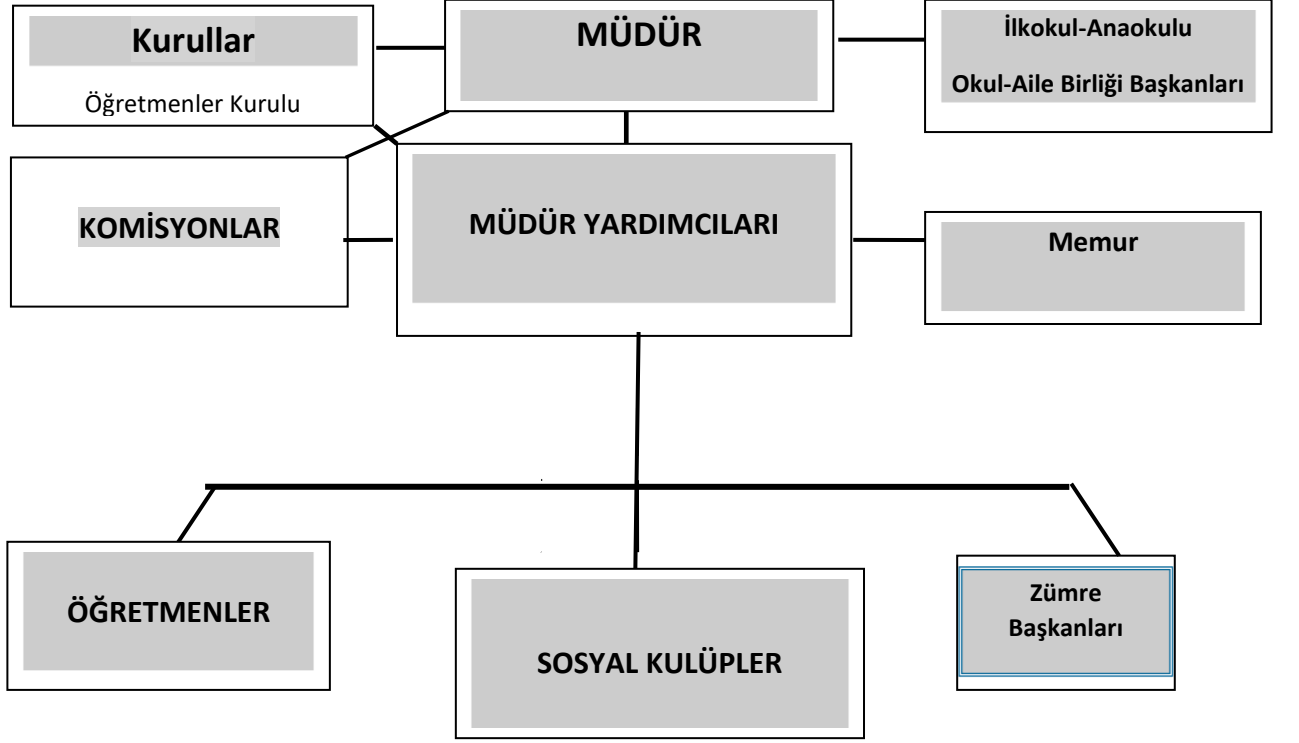 Kurullar
Öğretmenler Kurulu
MÜDÜR
İlkokul-Anaokulu
Okul-Aile Birliği Başkanları
KOMİSYONLAR
MÜDÜR YARDIMCILARI
Memur
ÖĞRETMENLER
SOSYAL KULÜPLER
Zümre
Başkanları